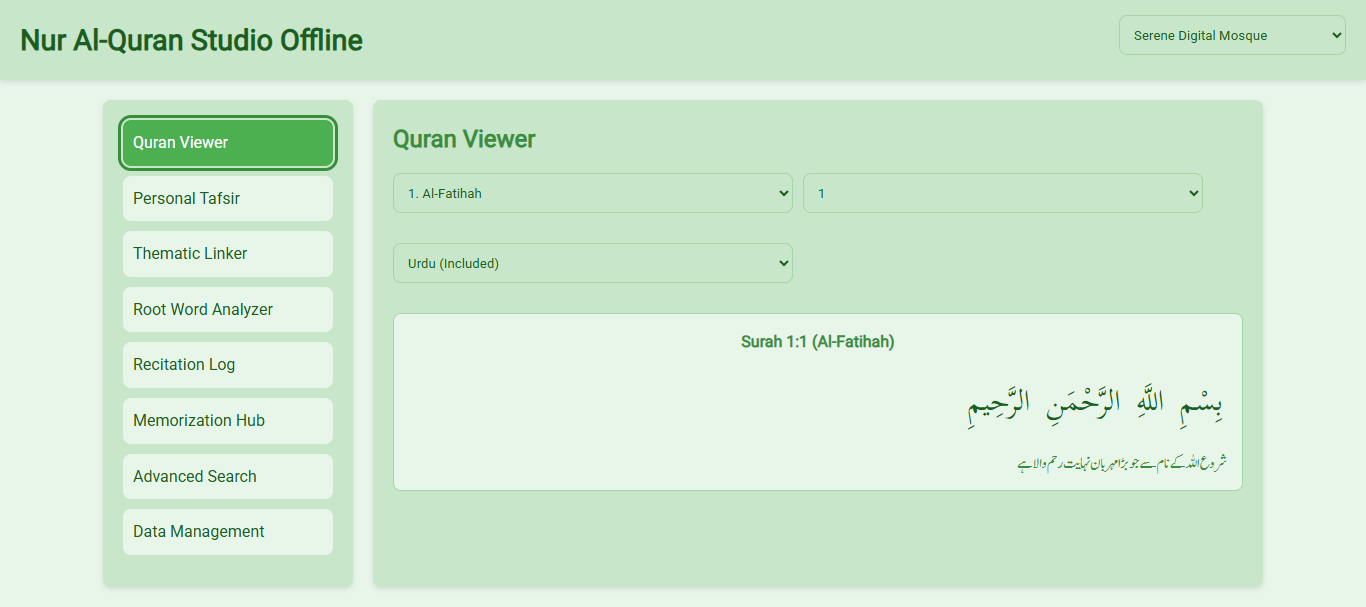 Nur Al-Quran Studio Offline
Serene Digital Mosque
Quran Viewer
Personal Tafsir
Thematic Linker
Root Word Analyzer
Recitation Log
Memorization Hub
Advanced Search
Data Management
Quran Viewer
1. Al-Fatihah
1
Urdu (Included)
Surah 1:1 (Al-Fatihah)
بِسْمِ اللَّهِ الرَّحْمَنِ الرَّحِيمِ
شروع الله کے نام سے جو بڑا مہربان نہایت رحم والا ہے